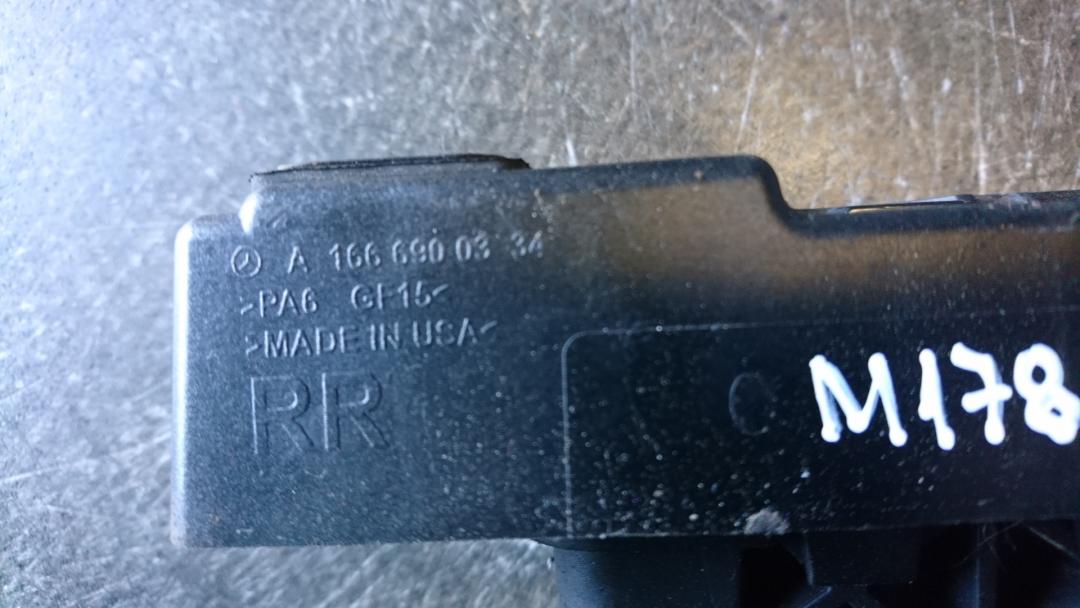 A 166 690 03 34
>PA6 GF15<
>MADE IN USA<
RR
M178